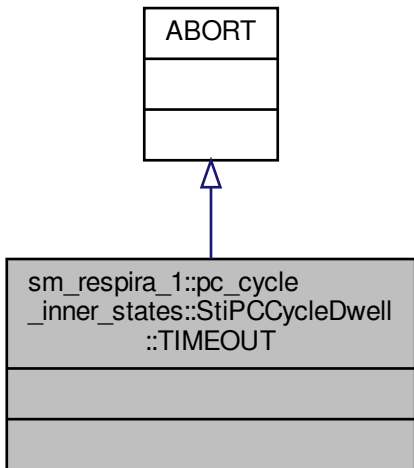 ABORT
sm_respira_1::pc_cycle
_inner_states::StiPCCycleDwell
::TIMEOUT